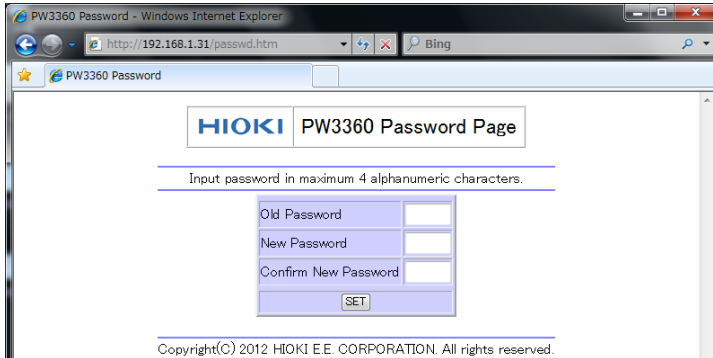 PW3360 Password - Windows Internet Explorer
http://192.168.1.31/passwd.htm
Bing
PW3360 Password
HIOKI PW3360 Password Page
Input password in maximum 4 alphanumeric characters.
Old Password
New Password
Confirm New Password
SET
Copyright(C) 2012 HIOKI E.E. CORPORATION. All rights reserved.